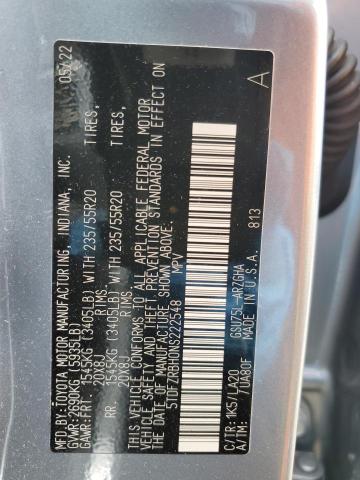 MFD.BY:TOYOTA MOTOR MANUFACTURING, INDIANA, INC. 05/22
GVWR:2690KG (5935LB)
GAWR:FRT. 1545KG (3405LB) WITH 235/55R20 TIRES,
20X8J RIMS
RR. 1545KG (3405LB) WITH 235/55R20 TIRES,
20X8J RIMS
THIS VEHICLE CONFORMS TO ALL APPLICABLE FEDERAL MOTOR
VEHICLE SAFETY, THEFT-PREVENTION STANDARDS IN EFFECT ON
THE DATE OF MANUFACTURE SHOWN ABOVE.
5TDFZRBH0NS222548 MPV
A
C/TR:1K5/LA20 GSU75L-ARZGHA
A/TM: /UA80F MADE IN U.S.A. 813